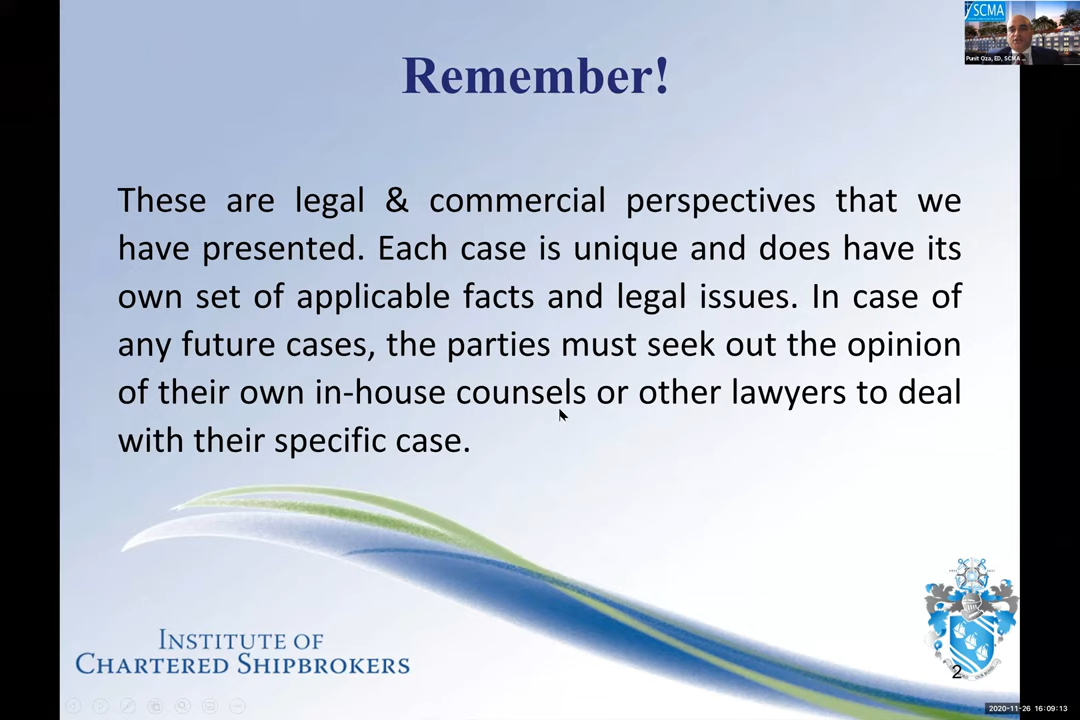 SCMA
Punit Oza, ED, SCMA
Remember!
These are legal & commercial perspectives that we
have presented. Each case is unique and does have its
own set of applicable facts and legal issues. In case of
any future cases, the parties must seek out the opinion
of their own in-house counsels or other lawyers to deal
with their specific case.
INSTITUTE OF
CHARTERED SHIPBROKERS
2
2020-11-26 16:09:13